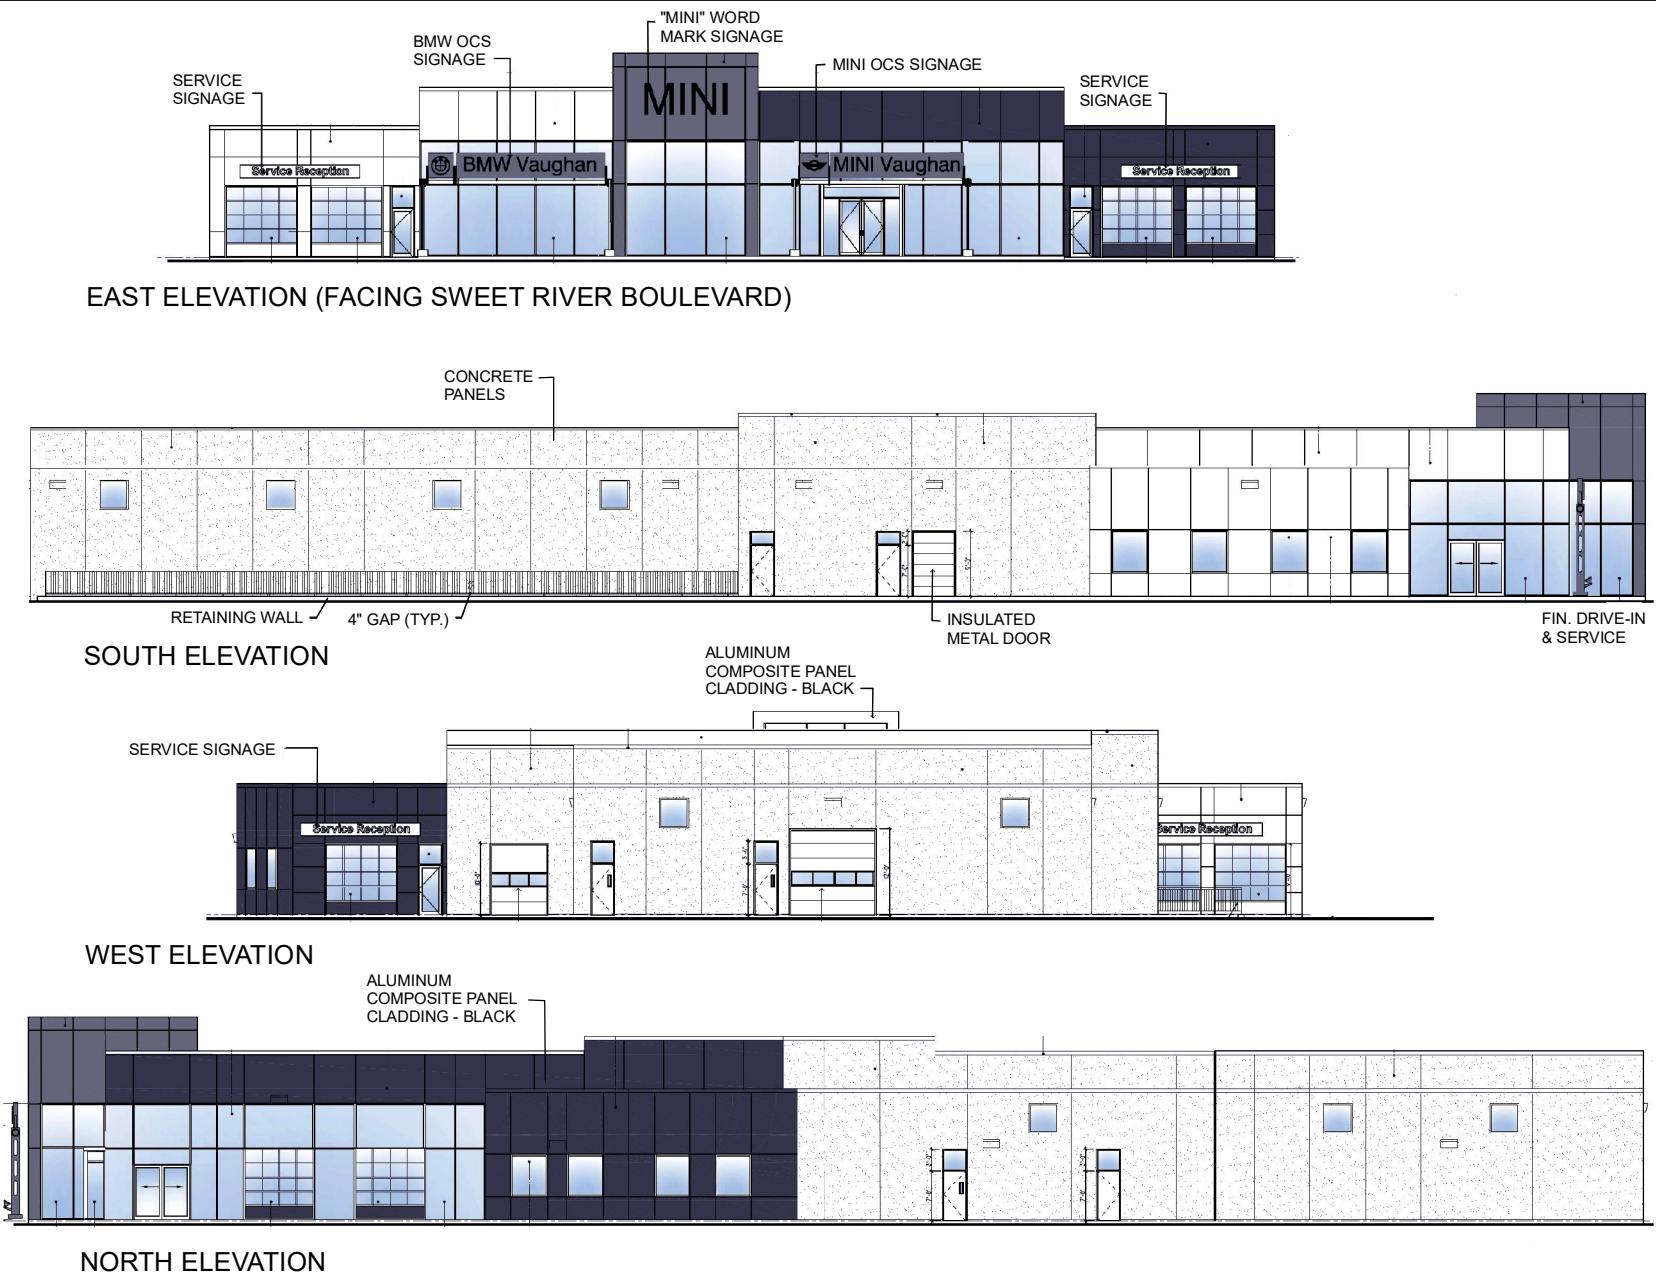 "MINI" WORD
MARK SIGNAGE
BMW OCS
SIGNAGE
MINI OCS SIGNAGE
SERVICE
SIGNAGE
SERVICE
SIGNAGE
MINI
Service Reception
BMW Vaughan
MINI Vaughan
Service Reception
EAST ELEVATION (FACING SWEET RIVER BOULEVARD)
CONCRETE
PANELS
RETAINING WALL
4" GAP (TYP.)
INSULATED
METAL DOOR
FIN. DRIVE-IN
& SERVICE
SOUTH ELEVATION
ALUMINUM
COMPOSITE PANEL
CLADDING - BLACK
SERVICE SIGNAGE
Service Reception
Service Reception
WEST ELEVATION
ALUMINUM
COMPOSITE PANEL
CLADDING - BLACK
NORTH ELEVATION